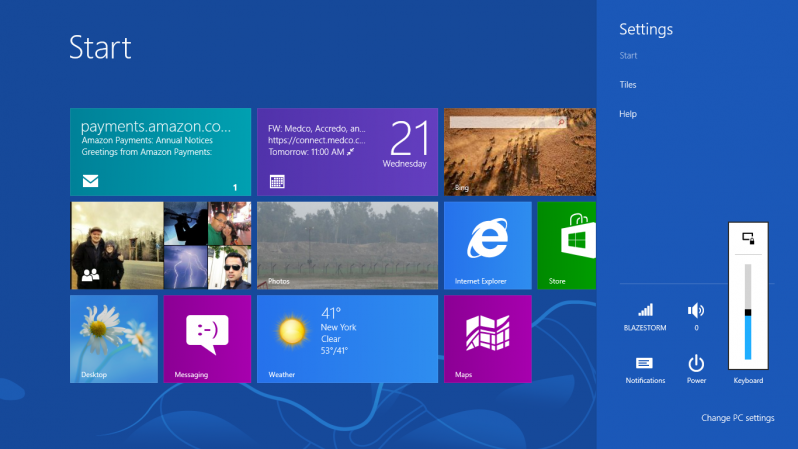 Start
Settings
Start
Tiles
Help
payments.amazon.co...
Amazon Payments: Annual Notices
Greetings from Amazon Payments:
1
FW: Medco, Accredo, an...
https://connect.medco.c...
Tomorrow: 11:00 AM
21
Wednesday
Bing
Photos
Internet Explorer
Store
Desktop
:-)
Messaging
41°
New York
Clear
53°/41°
Weather
Maps
BLAZESTORM
0
Notifications
Power
Keyboard
Change PC settings